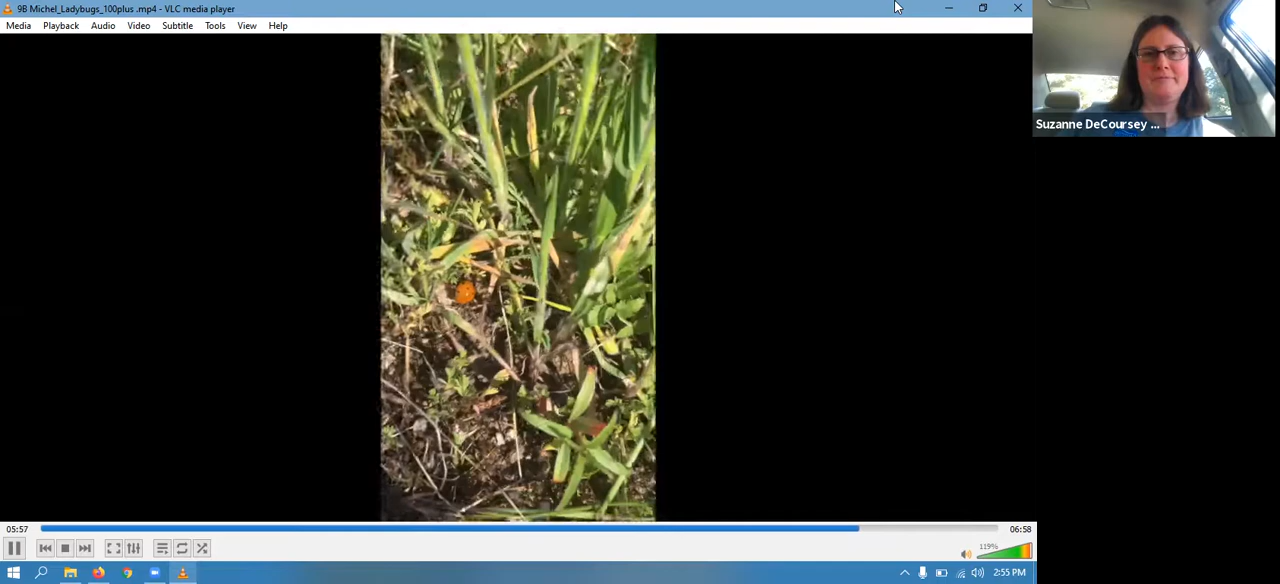 9B Michel_Ladybugs_100plus .mp4 - VLC media player
Media Playback Audio Video Subtitle Tools View Help
Suzanne DeCoursey ...
05:57 06:58
119%
2:55 PM